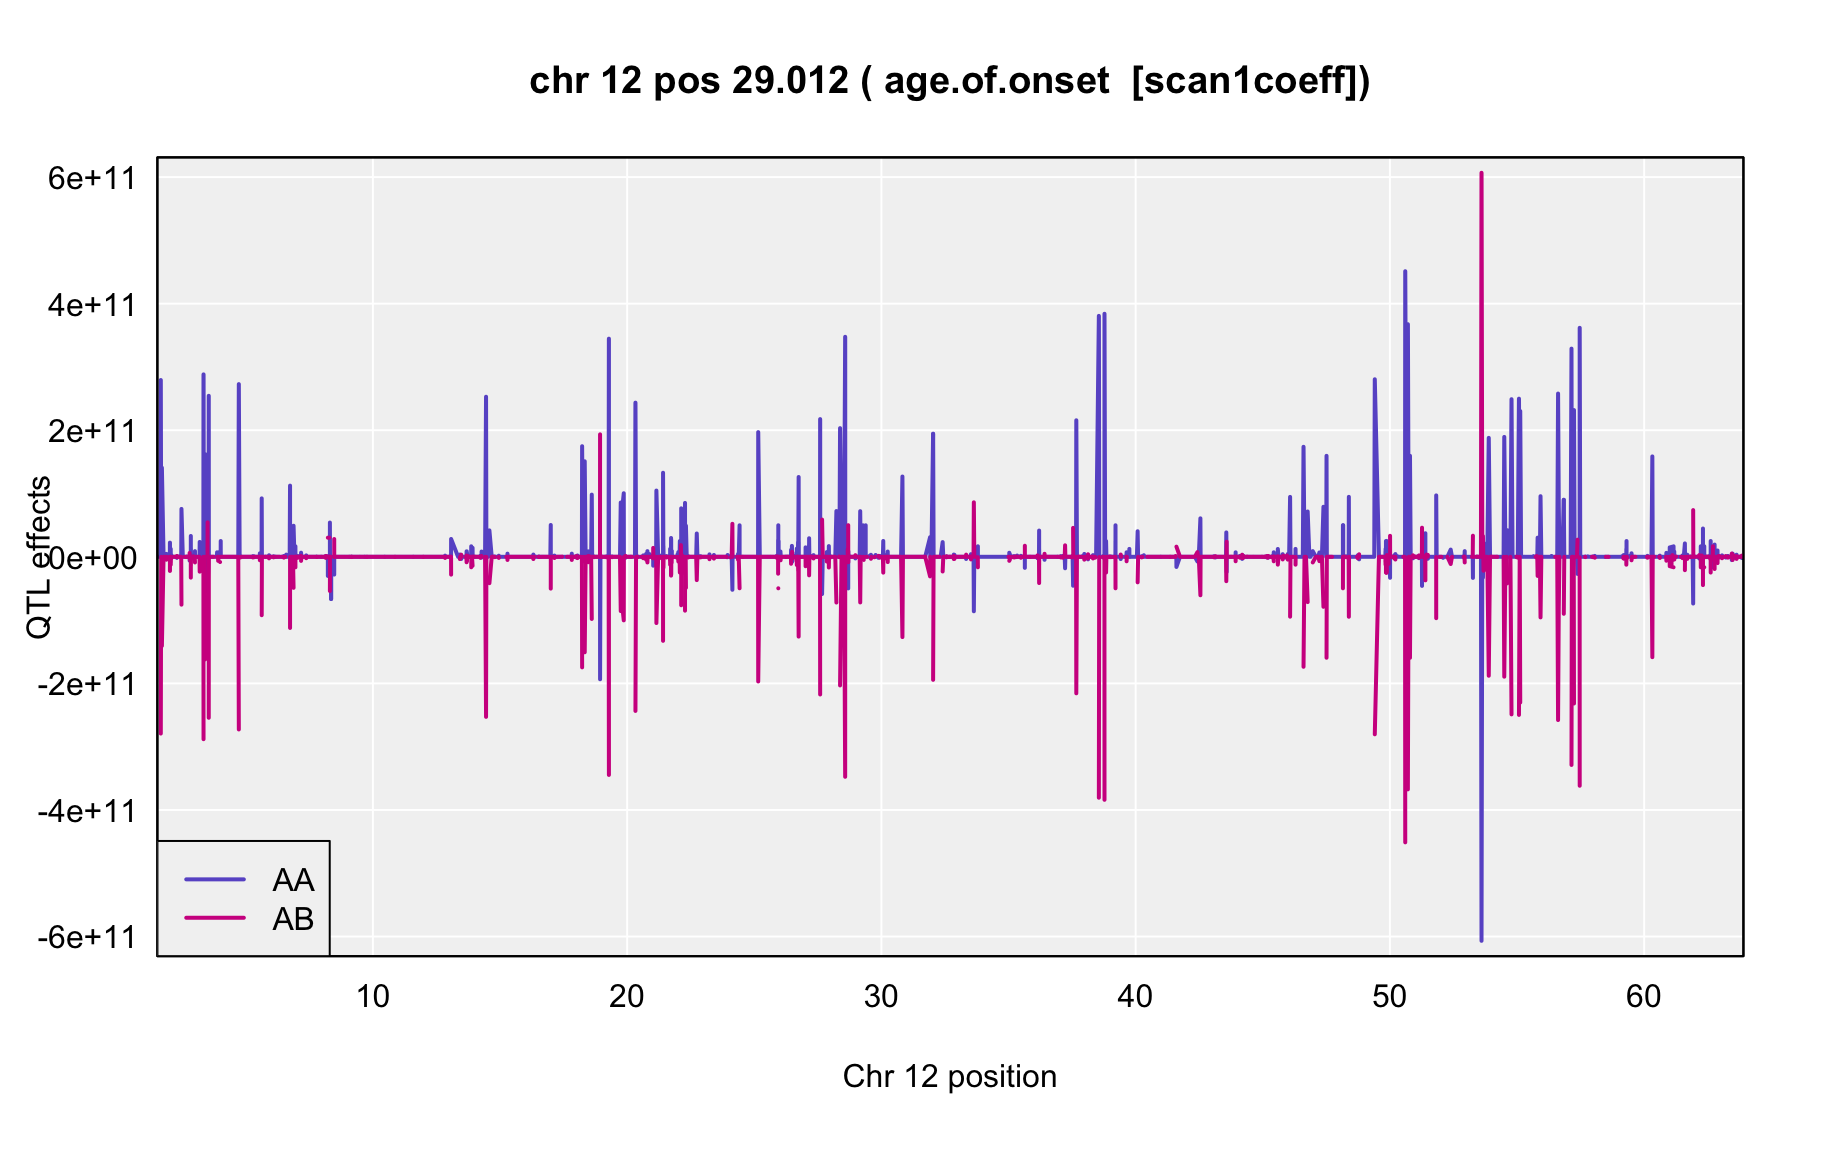 chr 12 pos 29.012 ( age.of.onset  [scan1coeff])
6e+11
4e+11
2e+11
0e+00
-2e+11
-4e+11
-6e+11
QTL effects
AA
AB
10 20 30 40 50 60
Chr 12 position